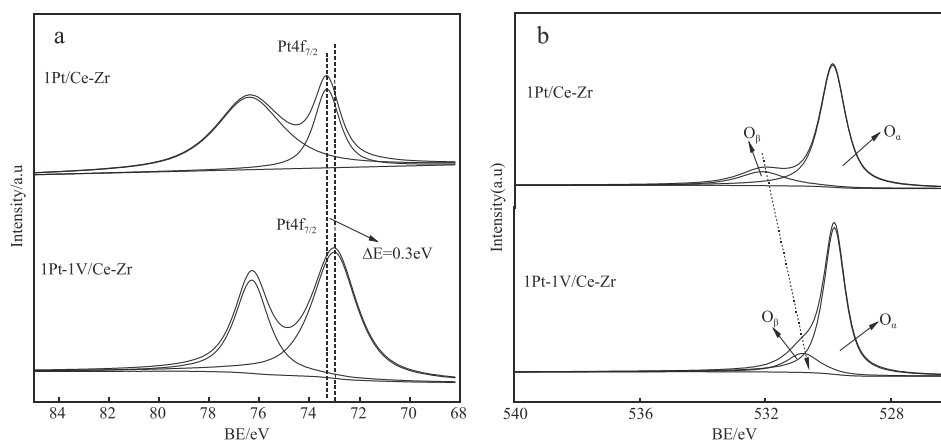 a
Pt4f7/2
1Pt/Ce-Zr
Pt4f7/2
ΔE=0.3eV
1Pt-1V/Ce-Zr
Intensity/a.u
84 82 80 78 76 74 72 70 68
BE/eV
b
1Pt/Ce-Zr
Oβ
Oα
1Pt-1V/Ce-Zr
Oβ
Oα
Intensity(a.u)
540 536 532 528
BE/eV